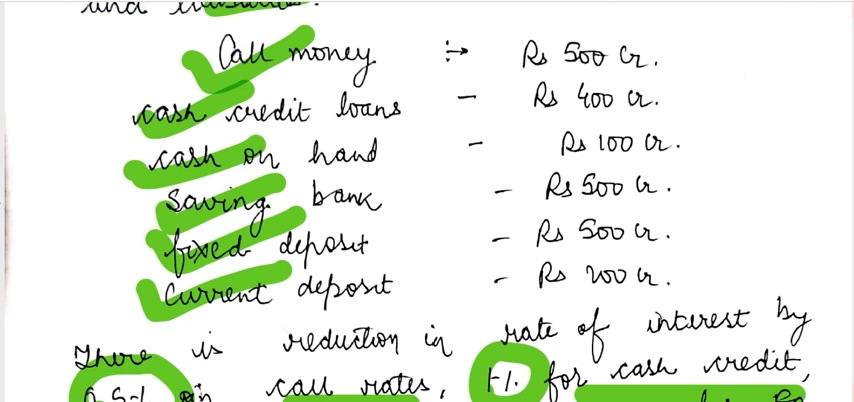 and
Call money :→ Rs 500 Cr.
cash credit loans - Rs 400 Cr.
cash on hand - Rs 100 Cr.
Saving bank - Rs 500 Cr.
fixed deposit - Rs 500 Cr.
Current deposit - Rs 200 Cr.
There is reduction in rate of interest by
on call rates, 1% for cash credit,